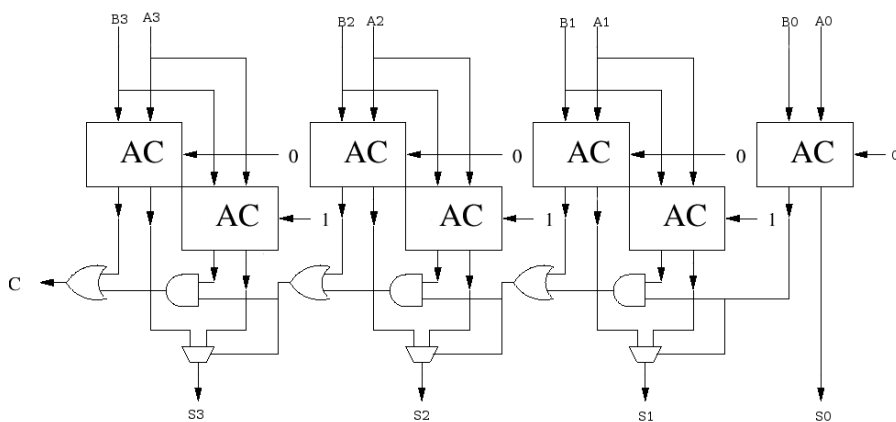 B3 A3 B2 A2 B1 A1 B0 A0
AC 0 AC 0 AC 0 AC
AC 1 AC 1 AC 1
C
S3 S2 S1 S0